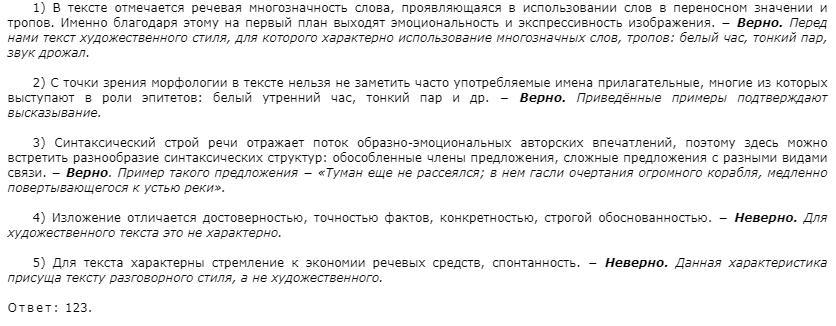 1) В тексте отмечается речевая многозначность слова, проявляющаяся в использовании слов в переносном значении и
тропов. Именно благодаря этому на первый план выходят эмоциональность и экспрессивность изображения. – Верно. Перед
нами текст художественного стиля, для которого характерно использование многозначных слов, тропов: белый час, тонкий пар,
звук дрожал.
2) С точки зрения морфологии в тексте нельзя не заметить часто употребляемые имена прилагательные, многие из которых
выступают в роли эпитетов: белый утренний час, тонкий пар и др. – Верно. Приведённые примеры подтверждают
высказывание.
3) Синтаксический строй речи отражает поток образно-эмоциональных авторских впечатлений, поэтому здесь можно
встретить разнообразие синтаксических структур: обособленные члены предложения, сложные предложения с разными видами
связи. – Верно. Пример такого предложения – «Туман еще не рассеялся; в нем гасли очертания огромного корабля, медленно
повертывающегося к устью реки».
4) Изложение отличается достоверностью, точностью фактов, конкретностью, строгой обоснованностью. – Неверно. Для
художественного текста это не характерно.
5) Для текста характерны стремление к экономии речевых средств, спонтанность. – Неверно. Данная характеристика
присуща тексту разговорного стиля, а не художественного.
Ответ: 123.